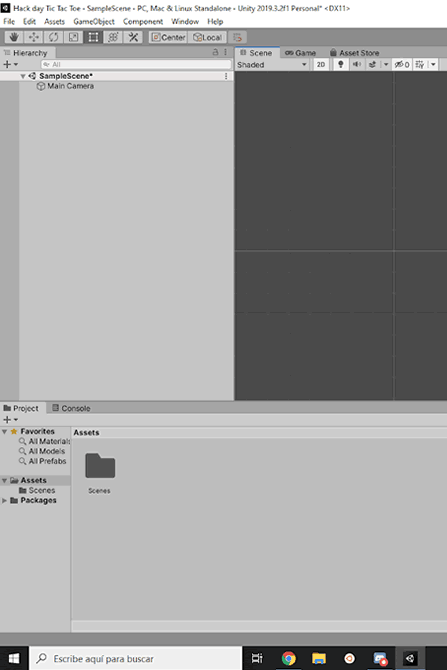 Hack day Tic Tac Toe - SampleScene - PC, Mac & Linux Standalone - Unity 2019.3.2f1 Personal* <DX11>
File Edit Assets GameObject Component Window Help
Center Local
Hierarchy Scene Game Asset Store
All Shaded 2D 0
SampleScene*
Main Camera
Project Console
Favorites Assets
All Materials
All Models
All Prefabs
Assets
Scenes Scenes
Packages
Escribe aquí para buscar